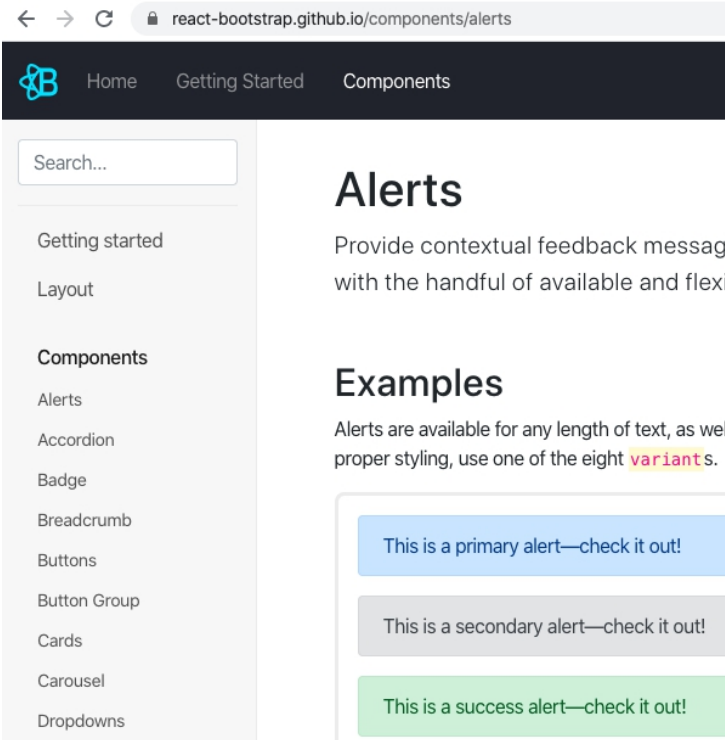 react-bootstrap.github.io/components/alerts
B Home Getting Started Components
Search...
Getting started
Layout
Components
Alerts
Accordion
Badge
Breadcrumb
Buttons
Button Group
Cards
Carousel
Dropdowns
Alerts
Provide contextual feedback messag
with the handful of available and flexi
Examples
Alerts are available for any length of text, as wel
proper styling, use one of the eight variants.
This is a primary alert—check it out!
This is a secondary alert—check it out!
This is a success alert—check it out!